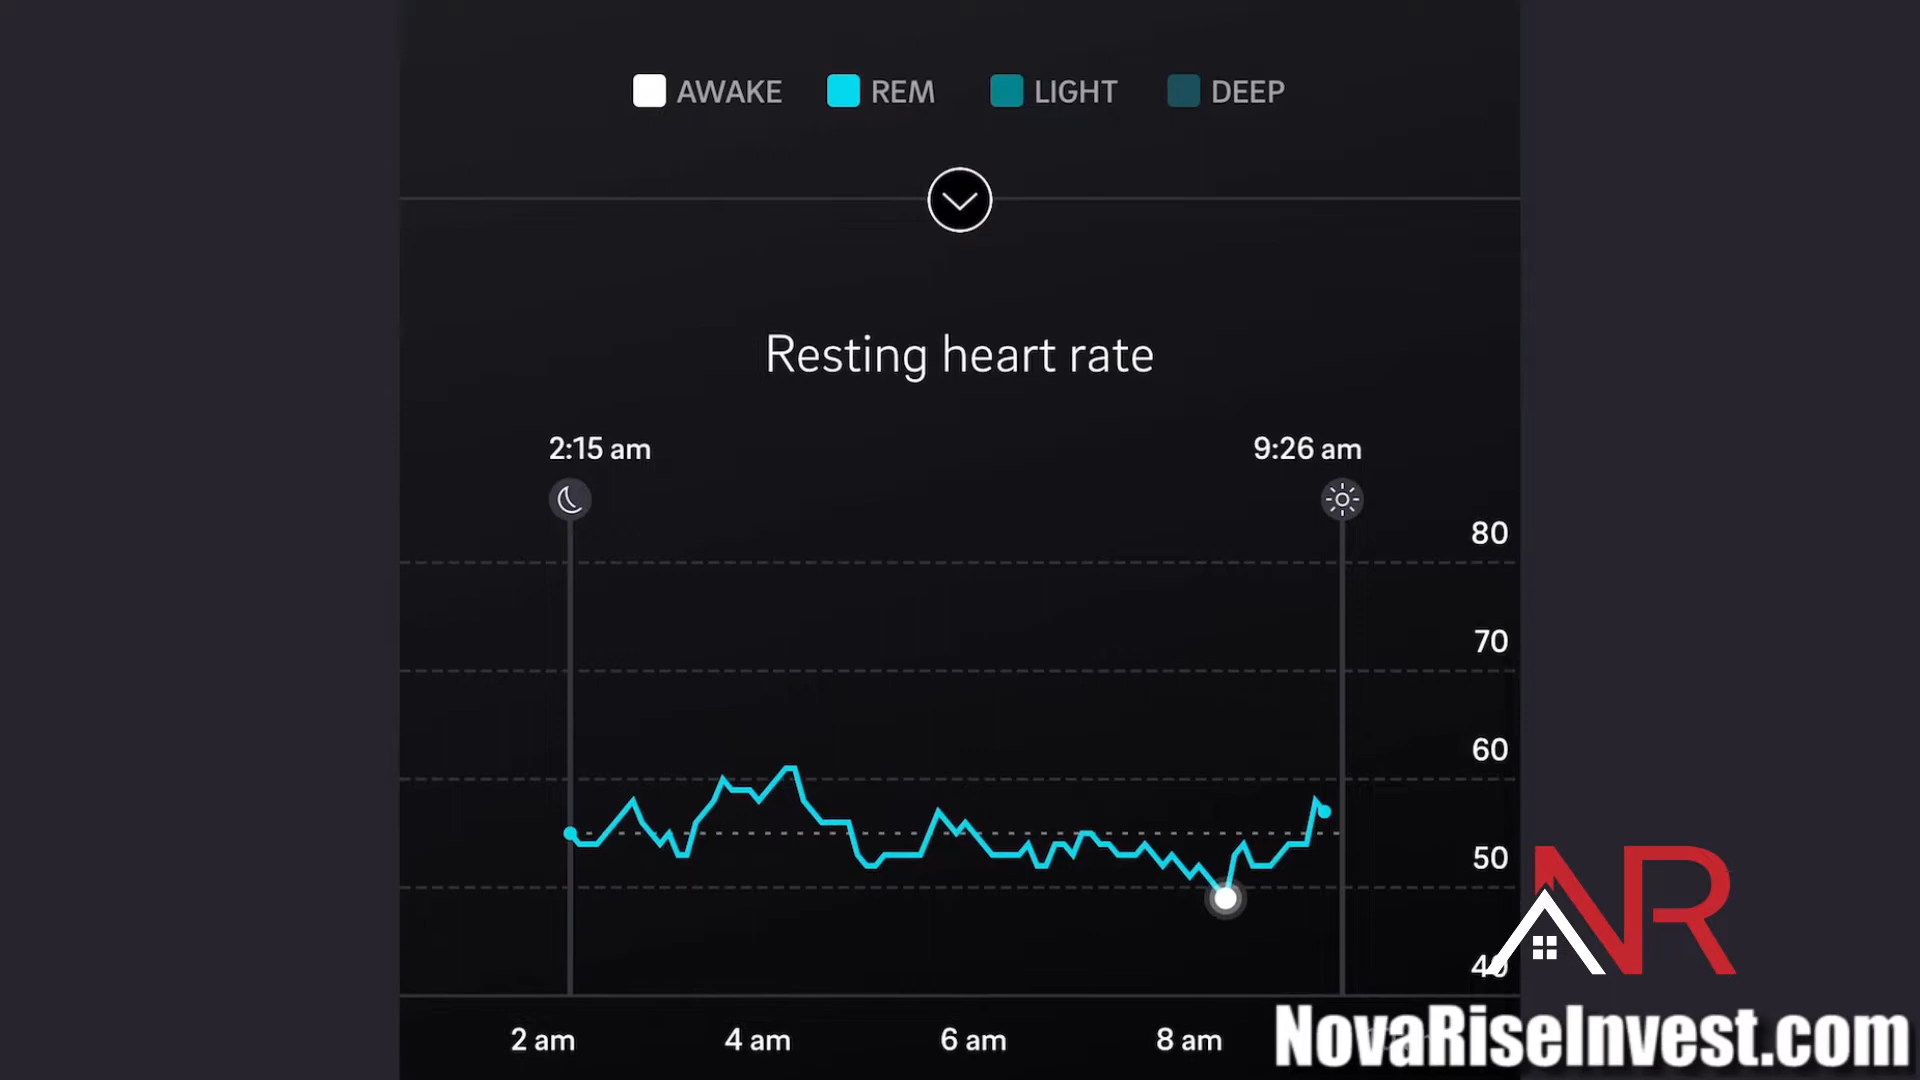 AWAKE REM LIGHT DEEP
Resting heart rate
2:15 am 9:26 am
80
70
60
50
40
2 am 4 am 6 am 8 am
NR
NovaRiseInvest.com